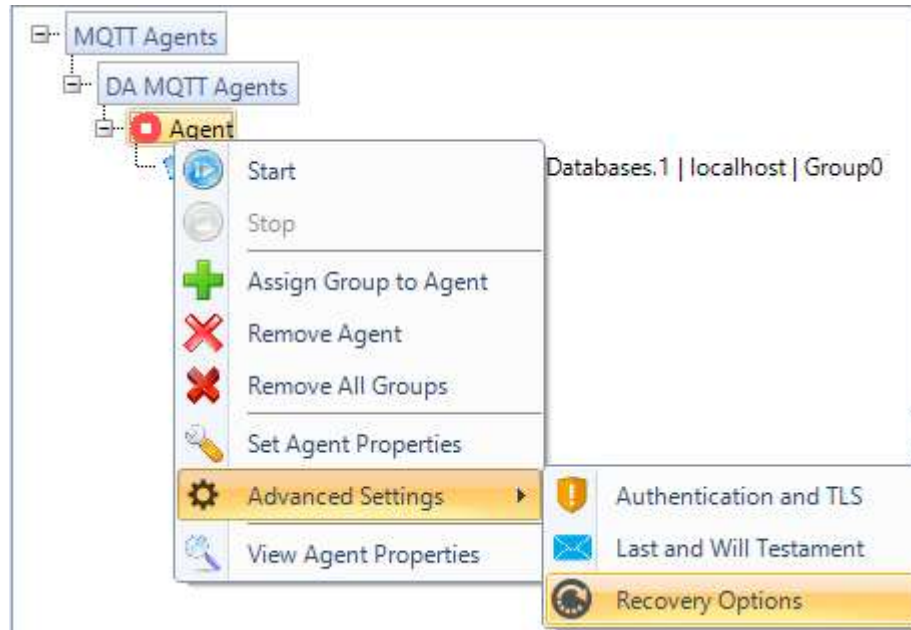 MQTT Agents
DA MQTT Agents
Agent
Start
Databases.1 | localhost | Group0
Stop
Assign Group to Agent
Remove Agent
Remove All Groups
Set Agent Properties
Advanced Settings
Authentication and TLS
View Agent Properties
Last and Will Testament
Recovery Options